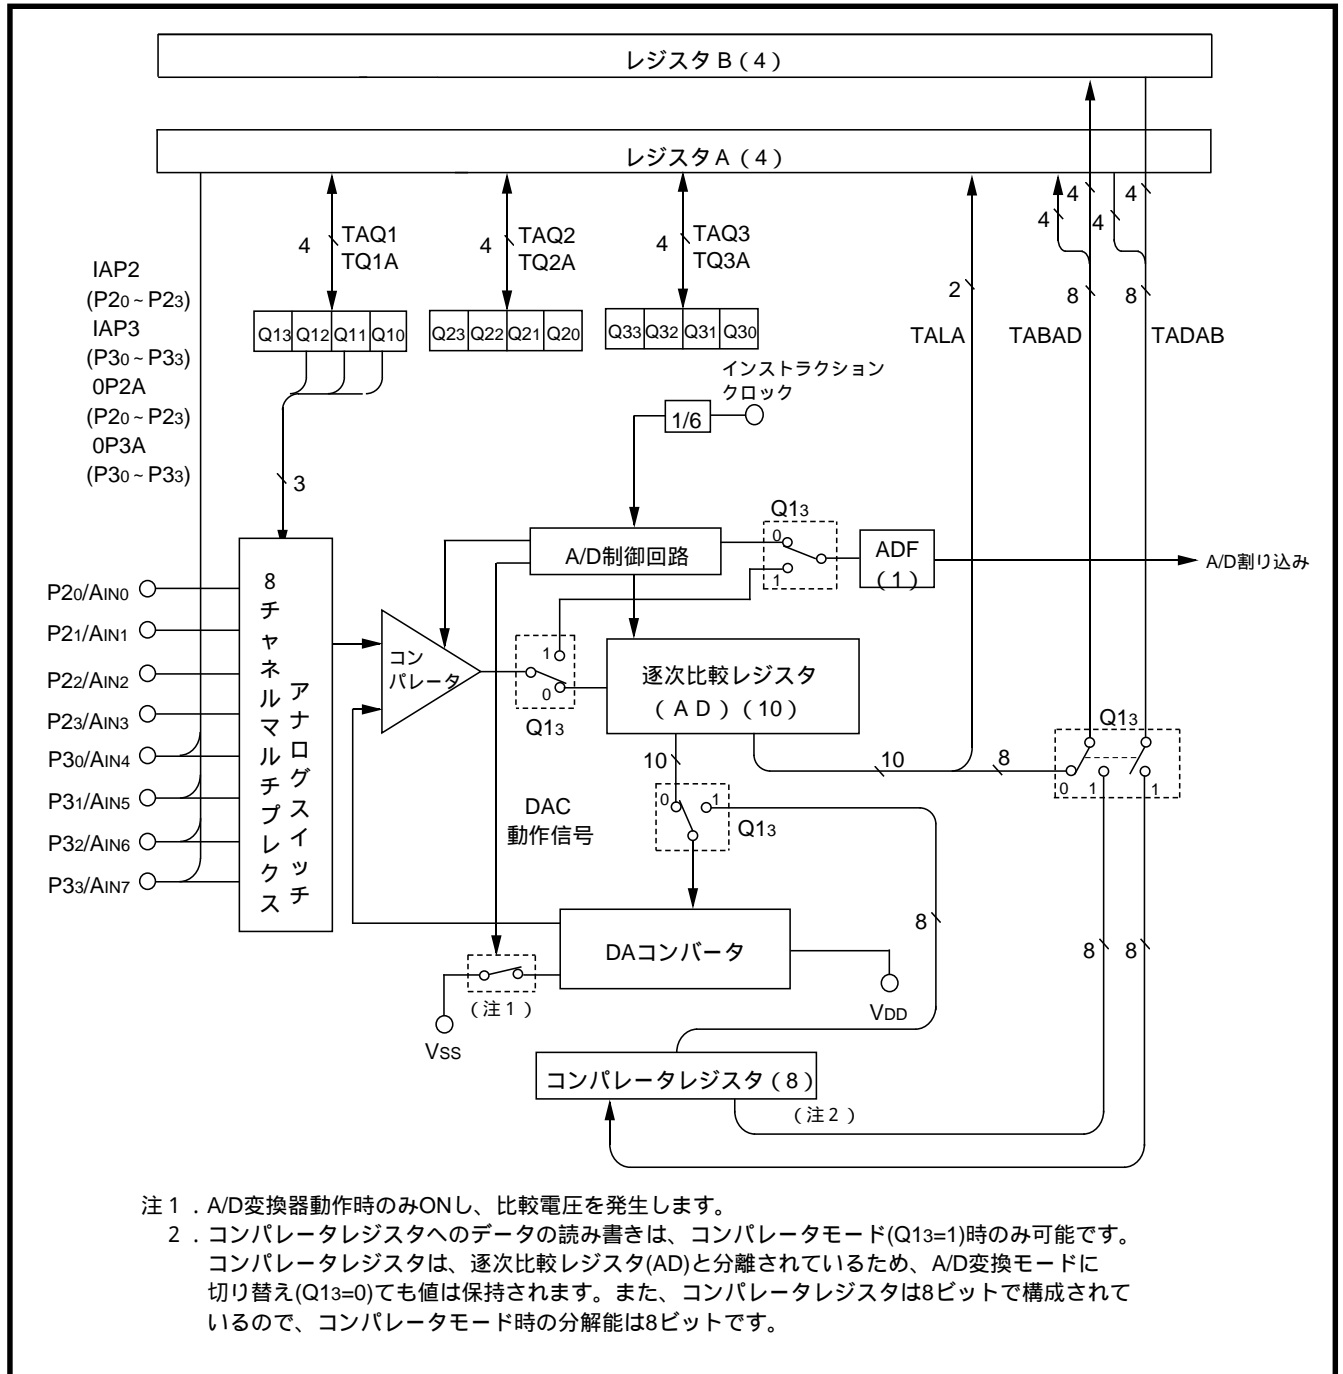 レジスタ B ( 4 )
レジスタ A ( 4 )
4
TAQ1
TQ1A
4
TAQ2
TQ2A
4
TAQ3
TQ3A
4
4
4
4
IAP2
(P20 ~ P23)
IAP3
(P30 ~ P33)
0P2A
(P20 ~ P23)
0P3A
(P30 ~ P33)
2
8
8
TALA
TABAD
TADAB
Q13 Q12 Q11 Q10
Q23 Q22 Q21 Q20
Q33 Q32 Q31 Q30
インストラクション
クロック
1/6
3
Q13
0
1
A/D制御回路
ADF
( 1 )
A/D割り込み
8チャネルマルチプレクス
アナログスイッチ
P20/AIN0
P21/AIN1
P22/AIN2
P23/AIN3
P30/AIN4
P31/AIN5
P32/AIN6
P33/AIN7
コン
パレータ
1
0
Q13
逐次比較レジスタ
( A D ) ( 10 )
10
10
8
Q13
0
1
1
0
1
Q13
DAC
動作信号
DAコンバータ
8
8
8
( 注 1 )
VSS
VDD
コンパレータレジスタ ( 8 )
( 注 2 )
注 1 . A/D変換器動作時のみONし、比較電圧を発生します。
2 . コンパレータレジスタへのデータの読み書きは、コンパレータモード(Q13=1)時のみ可能です。
コンパレータレジスタは、逐次比較レジスタ(AD)と分離されているため、A/D変換モードに
切り替え(Q13=0)ても値は保持されます。また、コンパレータレジスタは8ビットで構成されて
いるので、コンパレータモード時の分解能は8ビットです。